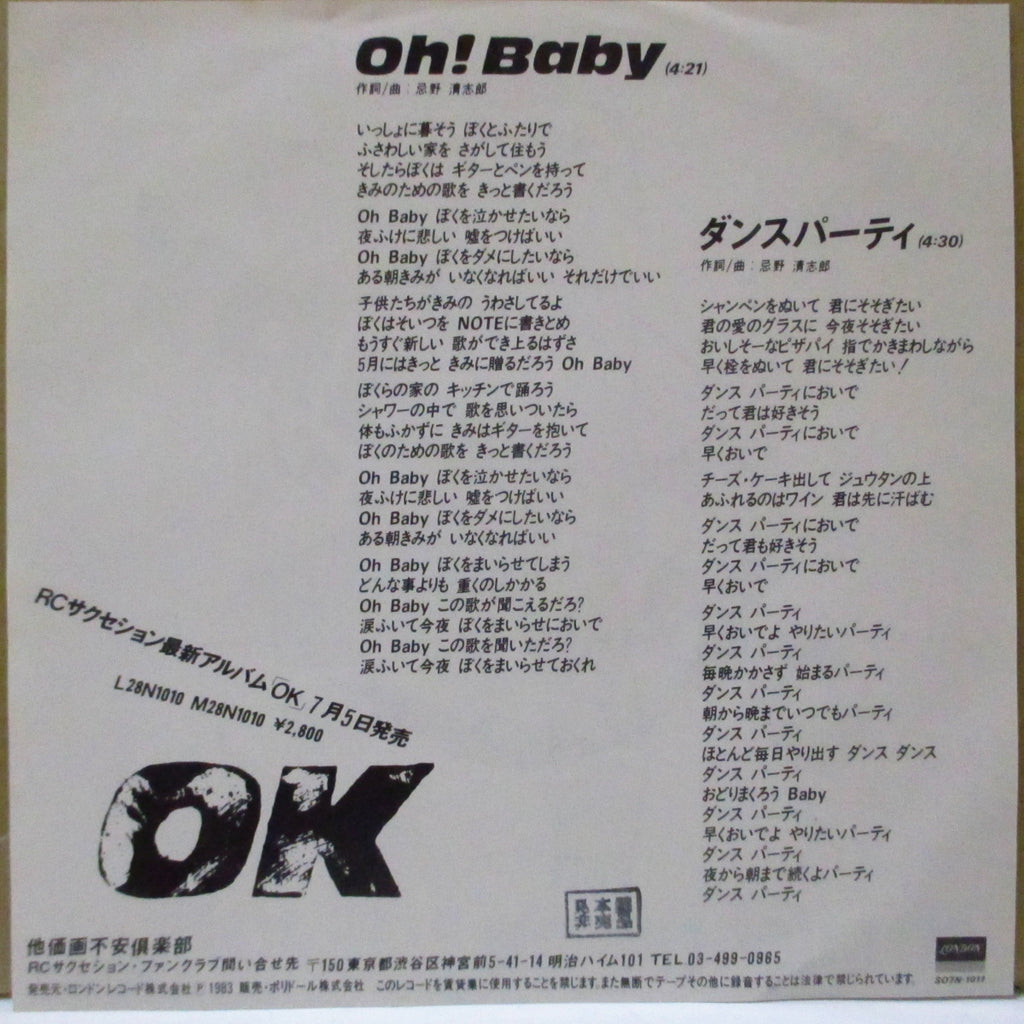 Oh! Baby (4:21)
作詞/曲:忌野 清志郎
いっしょに暮そう ぼくとふたりで
ふさわしい家を さがして住もう
そしたらぼくは ギターとペンを持って
きみのための歌を きっと書くだろう
Oh Baby ぼくを泣かせたいなら
夜ふけに悲しい 嘘をつけばいい
Oh Baby ぼくをダメにしたいなら
ある朝きみが いなくなればいい それだけでいい
子供たちがきみの うわさしてるよ
ぼくはそいつを NOTEに書きとめ
もうすぐ新しい 歌ができ上るはずさ
5月にはきっと きみに贈るだろう Oh Baby
ぼくらの家の キッチンで踊ろう
シャワーの中で 歌を思いついたら
体もふかずに きみはギターを抱いて
ぼくのための歌を きっと書くだろう
Oh Baby ぼくを泣かせたいなら
夜ふけに悲しい 嘘をつけばいい
Oh Baby ぼくをダメにしたいなら
ある朝きみが いなくなればいい
Oh Baby ぼくをまいらせてしまう
どんな事よりも 重くのしかかる
Oh Baby この歌が聞こえるだろ?
涙ふいて今夜 ぼくをまいらせにおいで
Oh Baby この歌を聞いただろ?
涙ふいて今夜 ぼくをまいらせておくれ
ダンスパーティ (4:30)
作詞/曲:忌野 清志郎
シャンペンをぬいて 君にそそぎたい
君の愛のグラスに 今夜そそぎたい
おいしそーなピザパイ 指でかきまわしながら
早く栓をぬいて 君にそそぎたい!
ダンス パーティにおいで
だって君は好きそう
ダンス パーティにおいで
早くおいで
チーズ・ケーキ出して ジュウタンの上
あふれるのはワイン 君は先に汗ばむ
ダンス パーティにおいで
だって君も好きそう
ダンス パーティにおいで
早くおいで
ダンス パーティ
早くおいでよ やりたいパーティ
ダンス パーティ
毎晩かかさず 始まるパーティ
ダンス パーティ
朝から晩までいつでもパーティ
ダンス パーティ
ほとんど毎日やり出す ダンス ダンス
ダンス パーティ
おどりまくろう Baby
ダンス パーティ
早くおいでよ やりたいパーティ
ダンス パーティ
夜から朝まで続くよパーティ
ダンス パーティ
RCサクセション最新アルバム「OK」7月5日発売
L28N1010 M28N1010 ¥2,800
OK
見本盤
非売品
他価画不安倶楽部
RCサクセション・ファンクラブ問い合せ先 〒150東京都渋谷区神宮前5-41-14 明治ハイム101 TEL 03-499-0965
発売元・ロンドンレコード株式会社 ℗ 1983 販売・ポリドール株式会社 このレコードを賃貸業に使用することを禁じます。また無断でテープその他に録音することは法律で禁じられています。
LONDON
SO7N-1011